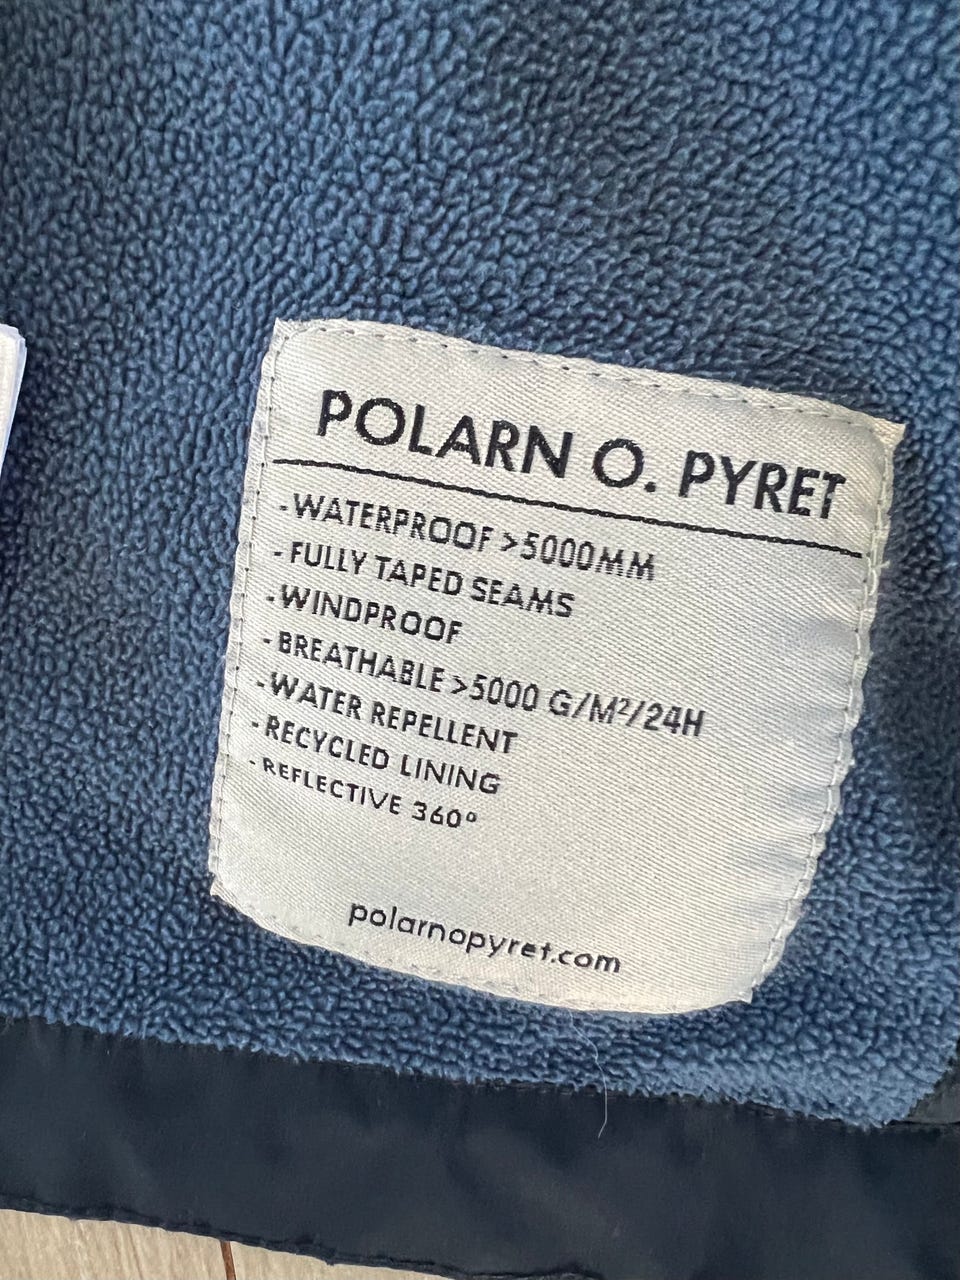 POLARN O. PYRET
-WATERPROOF >5000MM
- FULLY TAPED SEAMS
-WINDPROOF
- BREATHABLE >5000 G/M²/24H
-WATER REPELLENT
- RECYCLED LINING
- REFLECTIVE 360°
polarnopyret.com